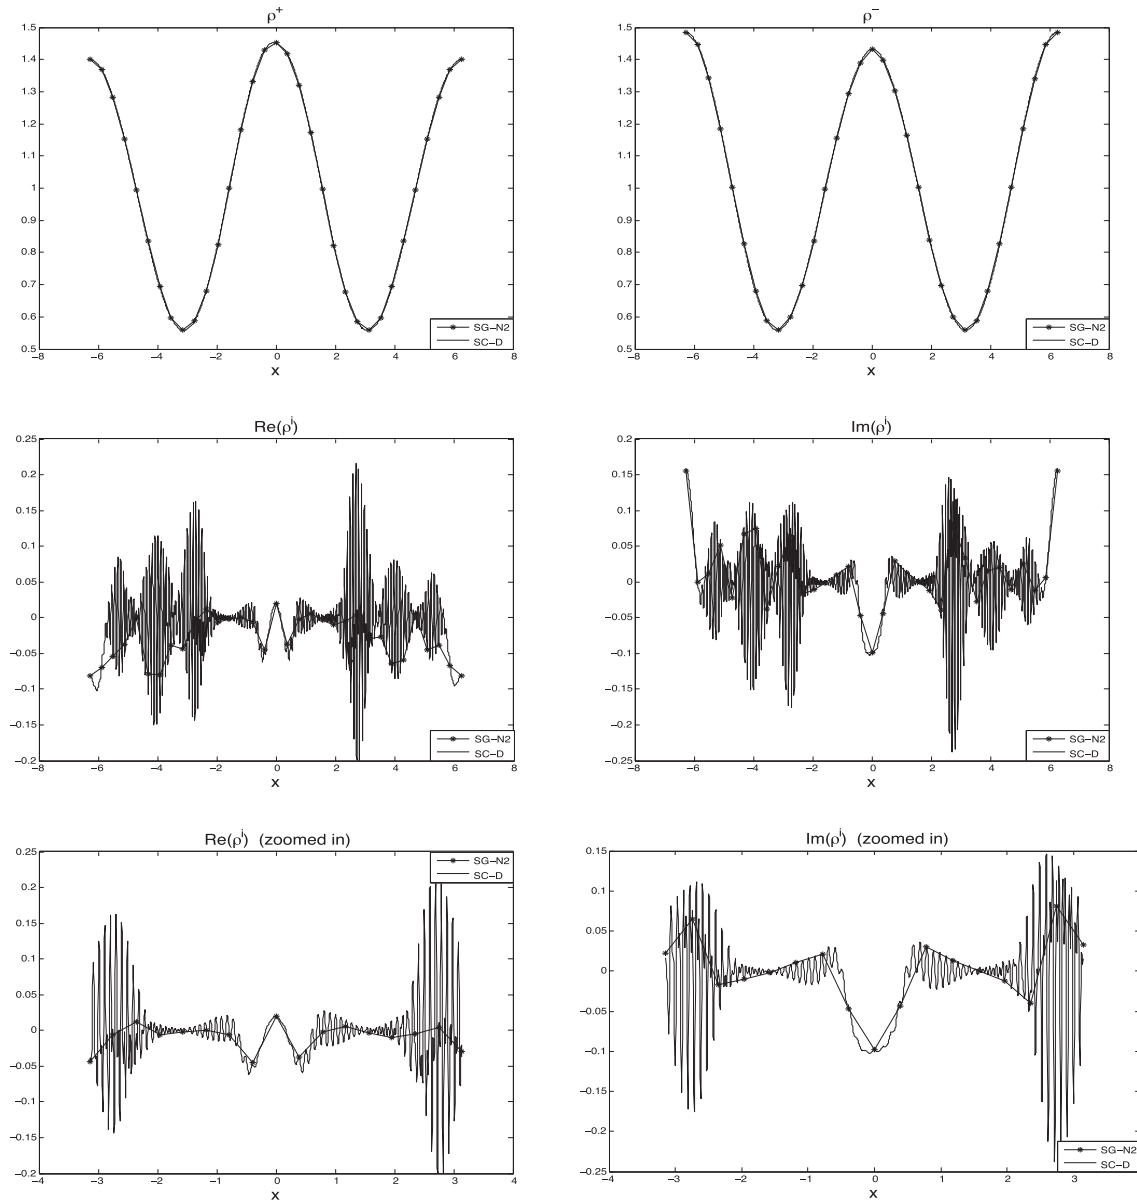 ρ⁺
1.5
1.4
1.3
1.2
1.1
1
0.9
0.8
0.7
0.6
0.5
SG−N2
SC−D
−8 −6 −4 −2 0 2 4 6 8
x
ρ⁻
1.5
1.4
1.3
1.2
1.1
1
0.9
0.8
0.7
0.6
0.5
SG−N2
SC−D
−8 −6 −4 −2 0 2 4 6 8
x
Re(ρⁱ)
0.25
0.2
0.15
0.1
0.05
0
−0.05
−0.1
−0.15
−0.2
SG−N2
SC−D
−8 −6 −4 −2 0 2 4 6 8
x
Im(ρⁱ)
0.2
0.15
0.1
0.05
0
−0.05
−0.1
−0.15
−0.2
−0.25
SG−N2
SC−D
−8 −6 −4 −2 0 2 4 6 8
x
Re(ρⁱ) (zoomed in)
0.25
0.2
0.15
0.1
0.05
0
−0.05
−0.1
−0.15
−0.2
SG−N2
SC−D
−4 −3 −2 −1 0 1 2 3 4
x
Im(ρⁱ) (zoomed in)
0.15
0.1
0.05
0
−0.05
−0.1
−0.15
−0.2
−0.25
SG−N2
SC−D
−4 −3 −2 −1 0 1 2 3
x